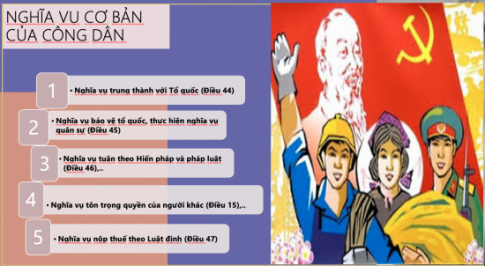 NGHĨA VỤ CƠ BẢN
CỦA CÔNG DÂN
1
• Nghĩa vụ trung thành với Tổ quốc (Điều 44)
2
• Nghĩa vụ bảo vệ tổ quốc, thực hiện nghĩa vụ
quân sự (Điều 45)
3
• Nghĩa vụ tuân theo Hiến pháp và pháp luật
(Điều 46),..
4
• Nghĩa vụ tôn trọng quyền của người khác (Điều 15),..
5
• Nghĩa vụ nộp thuế theo Luật định (Điều 47)